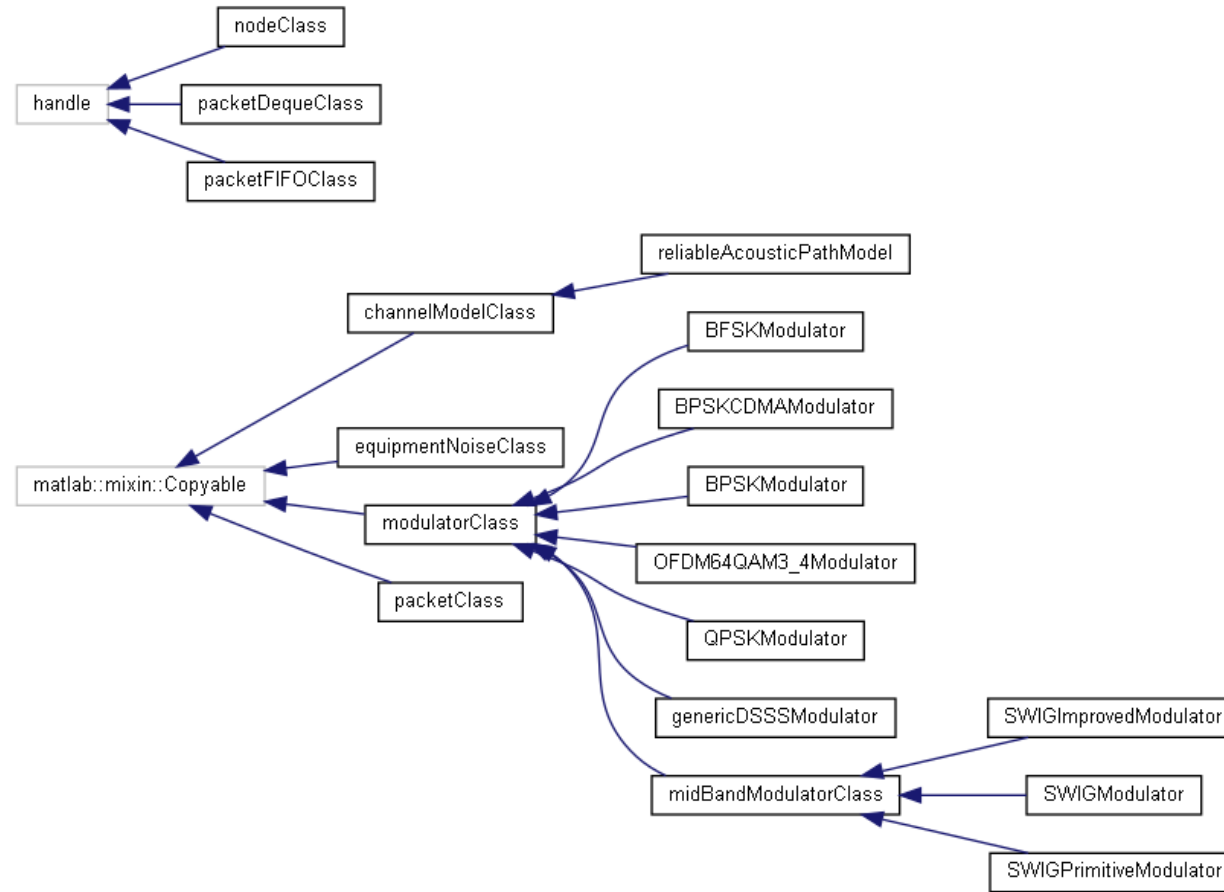 nodeClass
handle
packetDequeClass
packetFIFOClass
reliableAcousticPathModel
channelModelClass
BFSKModulator
BPSKCDMAModulator
equipmentNoiseClass
matlab::mixin::Copyable
BPSKModulator
modulatorClass
OFDM64QAM3_4Modulator
packetClass
QPSKModulator
genericDSSSModulator
SWIGImprovedModulator
midBandModulatorClass
SWIGModulator
SWIGPrimitiveModulator